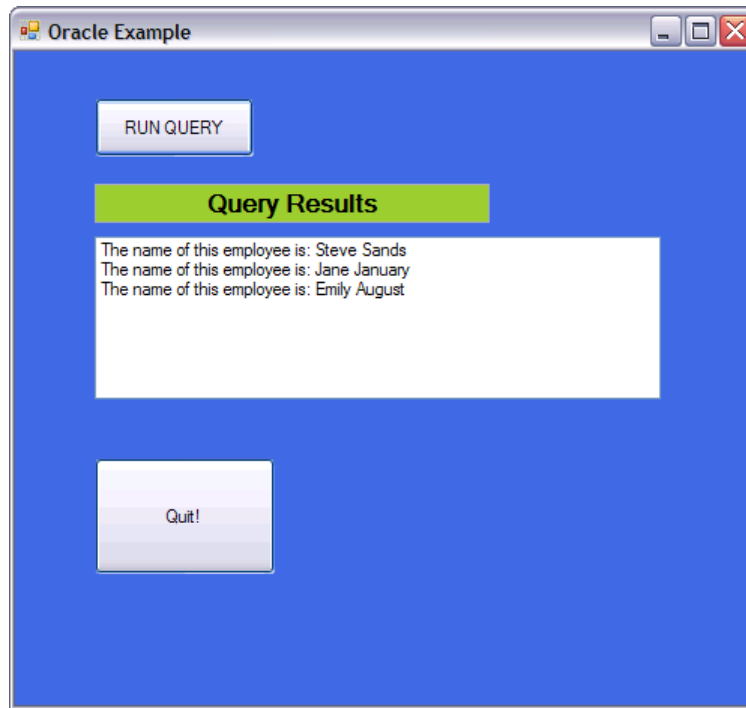 Oracle Example
RUN QUERY
Query Results
The name of this employee is: Steve Sands
The name of this employee is: Jane January
The name of this employee is: Emily August
Quit!